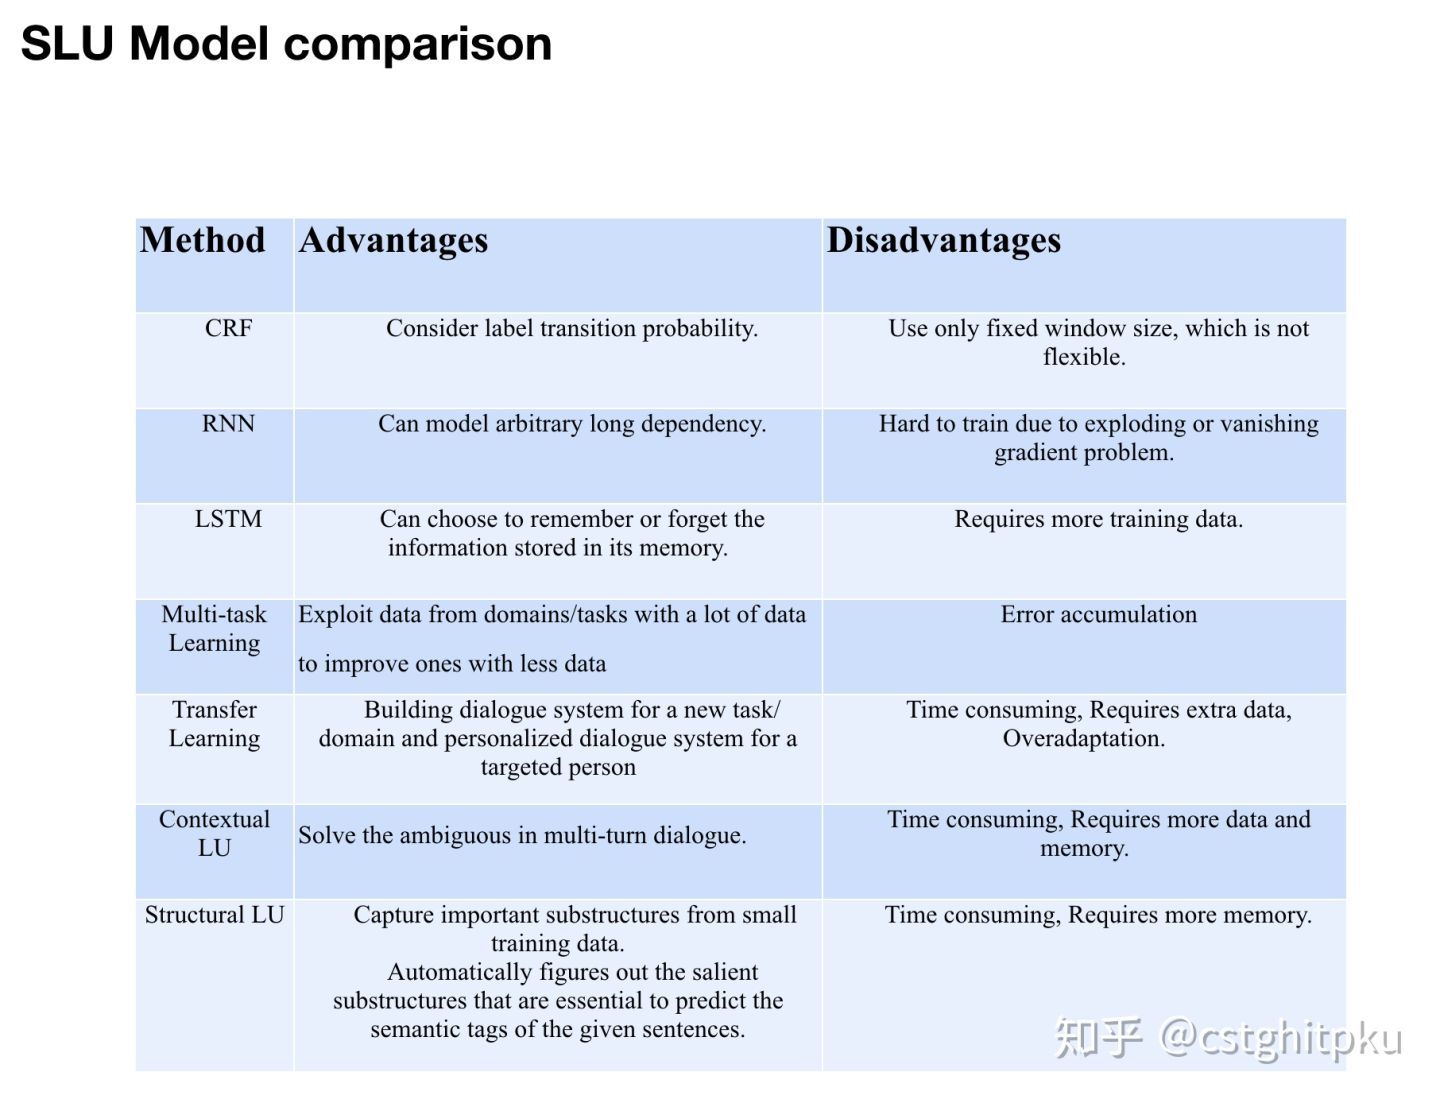 SLU Model comparison
Method Advantages Disadvantages
CRF Consider label transition probability. Use only fixed window size, which is not
flexible.
RNN Can model arbitrary long dependency. Hard to train due to exploding or vanishing
gradient problem.
LSTM Can choose to remember or forget the Requires more training data.
information stored in its memory.
Multi-task Exploit data from domains/tasks with a lot of data Error accumulation
Learning
to improve ones with less data
Transfer Building dialogue system for a new task/ Time consuming, Requires extra data,
Learning domain and personalized dialogue system for a Overadaptation.
targeted person
Contextual Time consuming, Requires more data and
Solve the ambiguous in multi-turn dialogue.
LU memory.
Structural LU Capture important substructures from small Time consuming, Requires more memory.
training data.
Automatically figures out the salient
substructures that are essential to predict the
semantic tags of the given sentences.
知乎 @cstghitpku